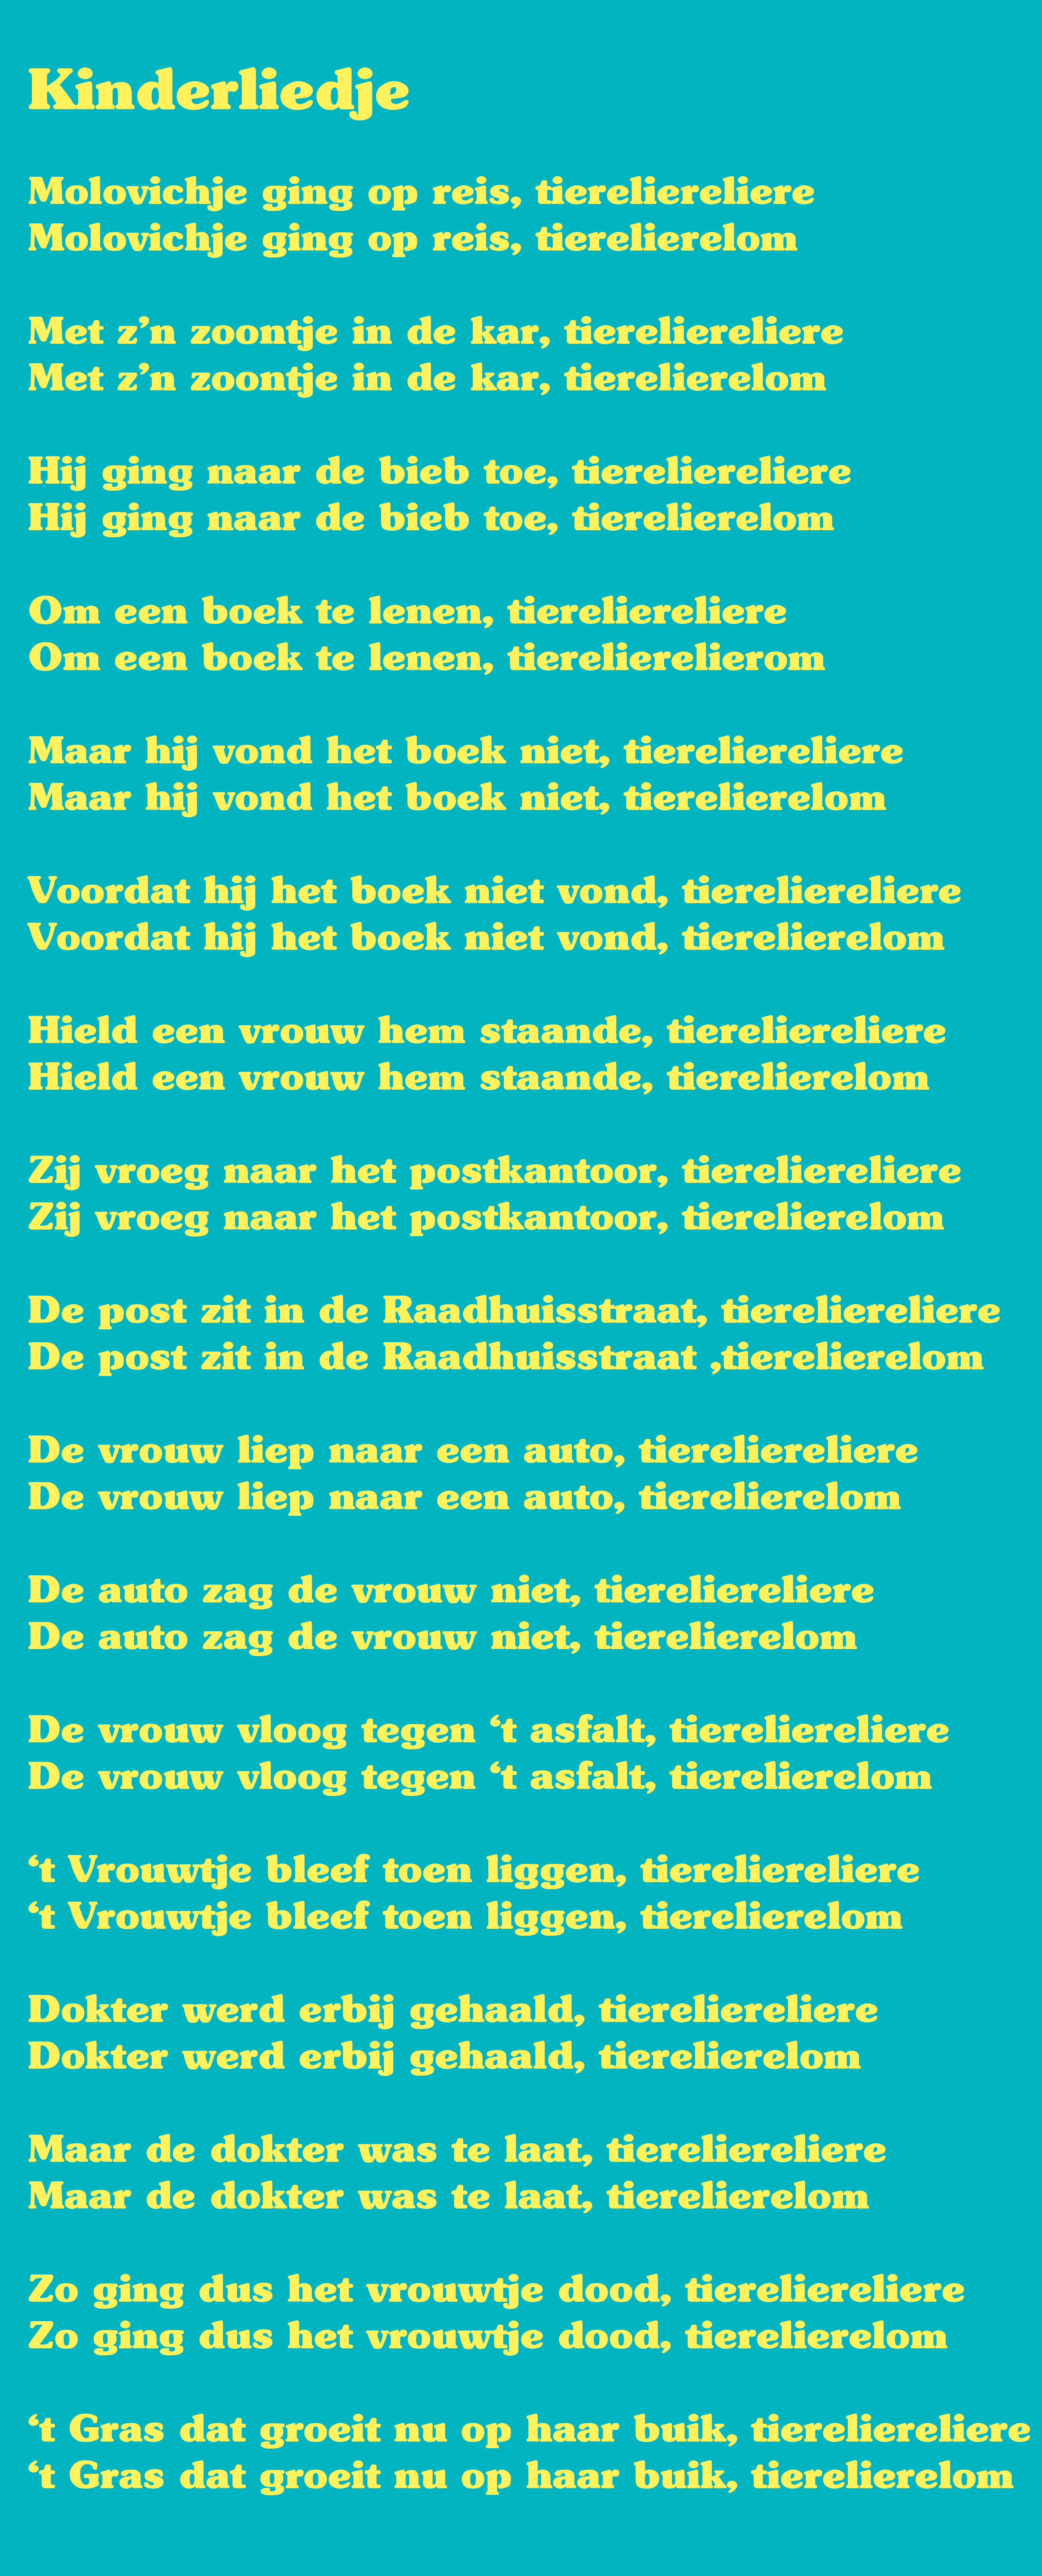 Kinderliedje
Molovichje ging op reis, tiereliereliere
Molovichje ging op reis, tierelierelom
Met z’n zoontje in de kar, tiereliereliere
Met z’n zoontje in de kar, tierelierelom
Hij ging naar de bieb toe, tiereliereliere
Hij ging naar de bieb toe, tierelierelom
Om een boek te lenen, tiereliereliere
Om een boek te lenen, tierelierelierom
Maar hij vond het boek niet, tiereliereliere
Maar hij vond het boek niet, tierelierelom
Voordat hij het boek niet vond, tiereliereliere
Voordat hij het boek niet vond, tierelierelom
Hield een vrouw hem staande, tiereliereliere
Hield een vrouw hem staande, tierelierelom
Zij vroeg naar het postkantoor, tiereliereliere
Zij vroeg naar het postkantoor, tierelierelom
De post zit in de Raadhuisstraat, tiereliereliere
De post zit in de Raadhuisstraat ,tierelierelom
De vrouw liep naar een auto, tiereliereliere
De vrouw liep naar een auto, tierelierelom
De auto zag de vrouw niet, tiereliereliere
De auto zag de vrouw niet, tierelierelom
De vrouw vloog tegen ‘t asfalt, tiereliereliere
De vrouw vloog tegen ‘t asfalt, tierelierelom
‘t Vrouwtje bleef toen liggen, tiereliereliere
‘t Vrouwtje bleef toen liggen, tierelierelom
Dokter werd erbij gehaald, tiereliereliere
Dokter werd erbij gehaald, tierelierelom
Maar de dokter was te laat, tiereliereliere
Maar de dokter was te laat, tierelierelom
Zo ging dus het vrouwtje dood, tiereliereliere
Zo ging dus het vrouwtje dood, tierelierelom
‘t Gras dat groeit nu op haar buik, tiereliereliere
‘t Gras dat groeit nu op haar buik, tierelierelom